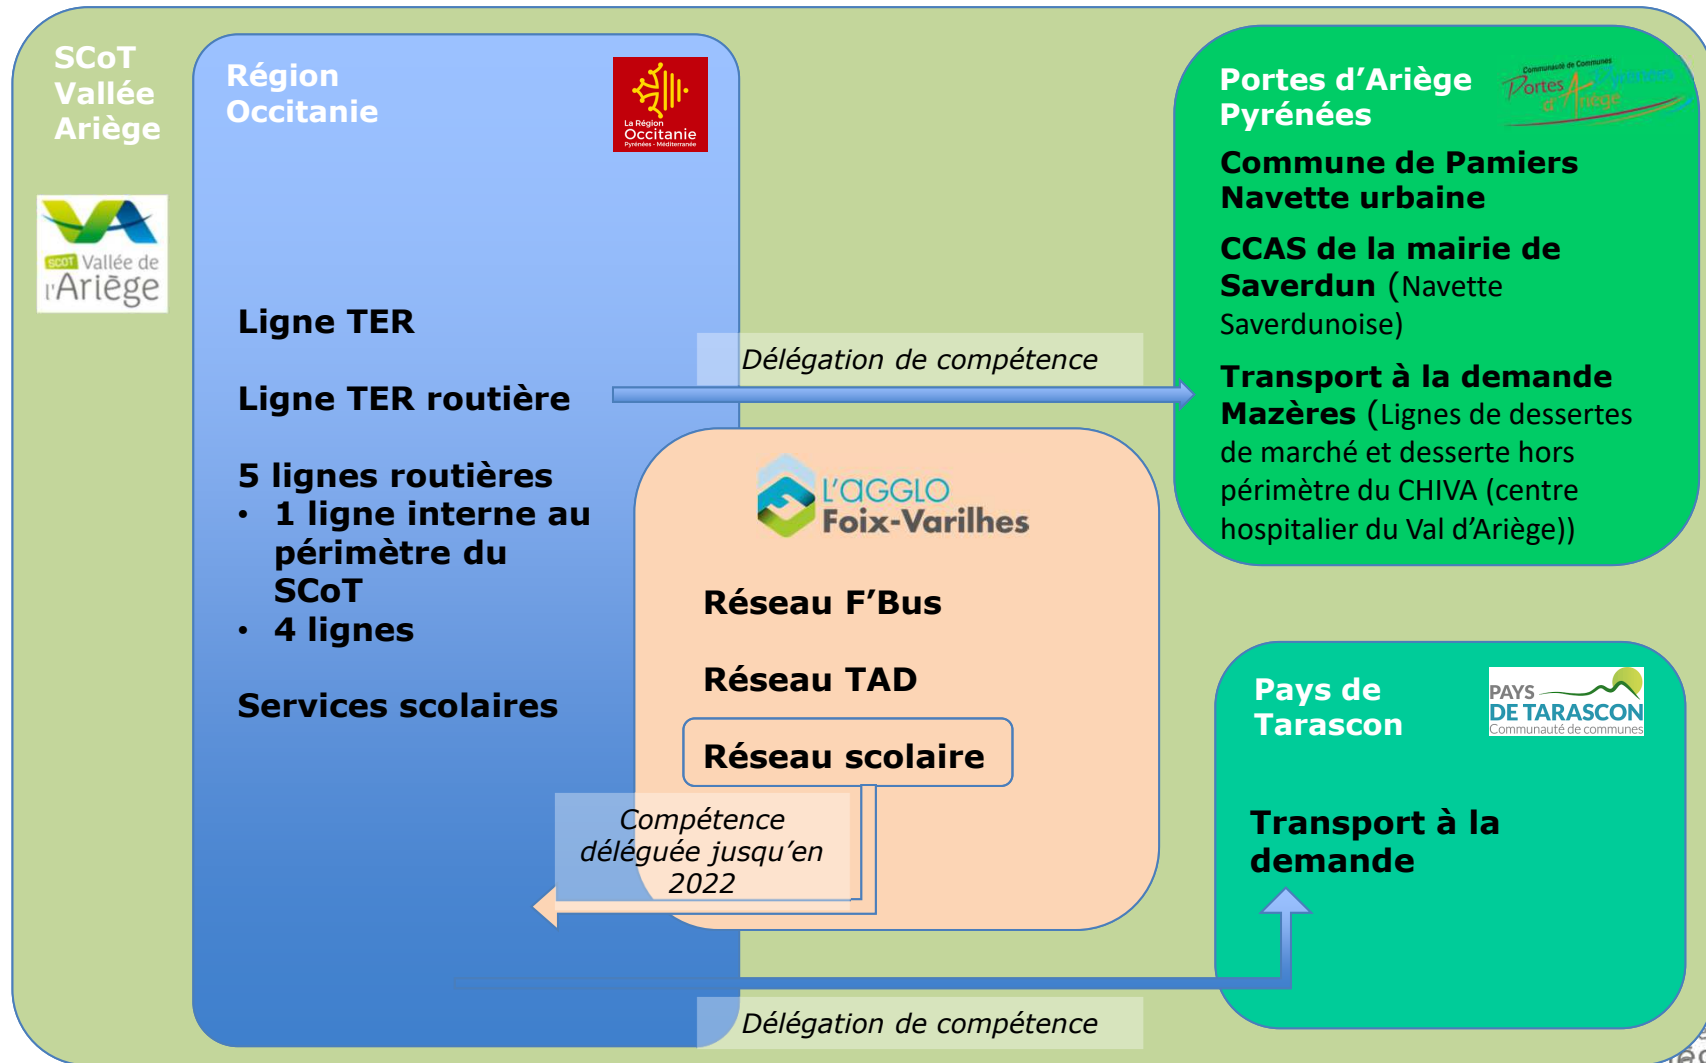 SCoT
Vallée
Ariège
SCOT Vallée de
l'Ariège
Région
Occitanie
La Région
Occitanie
Pyrénées - Méditerranée
Ligne TER
Ligne TER routière
5 lignes routières
• 1 ligne interne au
périmètre du
SCoT
• 4 lignes
Services scolaires
Délégation de compétence
L'AGGLO
Foix-Varilhes
Réseau F’Bus
Réseau TAD
Réseau scolaire
Compétence
déléguée jusqu’en
2022
Délégation de compétence
Portes d’Ariège
Pyrénées
Communauté de Communes
Portes d'Ariège Pyrénées
Commune de Pamiers
Navette urbaine
CCAS de la mairie de
Saverdun (Navette
Saverdunoise)
Transport à la demande
Mazères (Lignes de dessertes
de marché et desserte hors
périmètre du CHIVA (centre
hospitalier du Val d’Ariège))
Pays de
Tarascon
PAYS
DE TARASCON
Communauté de communes
Transport à la
demande